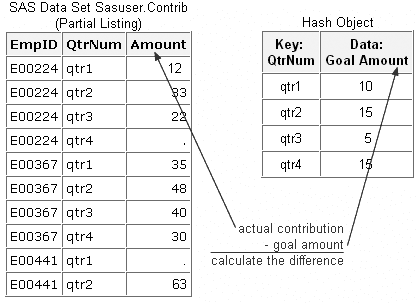 SAS Data Set Sasuser.Contrib
(Partial Listing)
EmpID QtrNum Amount
E00224 qtr1 12
E00224 qtr2 33
E00224 qtr3 22
E00224 qtr4 .
E00367 qtr1 35
E00367 qtr2 48
E00367 qtr3 40
E00367 qtr4 30
E00441 qtr1 .
E00441 qtr2 63
Hash Object
Key: Data:
QtrNum Goal Amount
qtr1 10
qtr2 15
qtr3 5
qtr4 15
actual contribution
- goal amount
calculate the difference